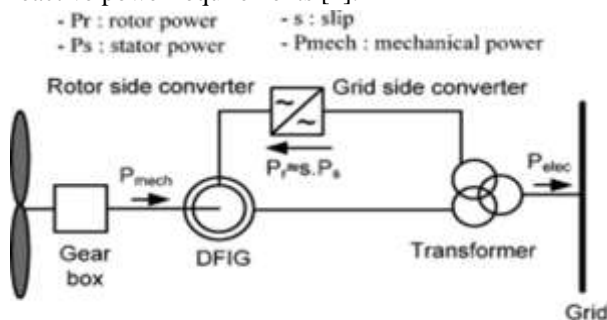 - Pr : rotor power - s : slip
- Ps : stator power - Pmech : mechanical power
Rotor side converter Grid side converter
~
~
Pr≈s.Ps
Pmech
Pelec
Gear
box
DFIG
Transformer
Grid